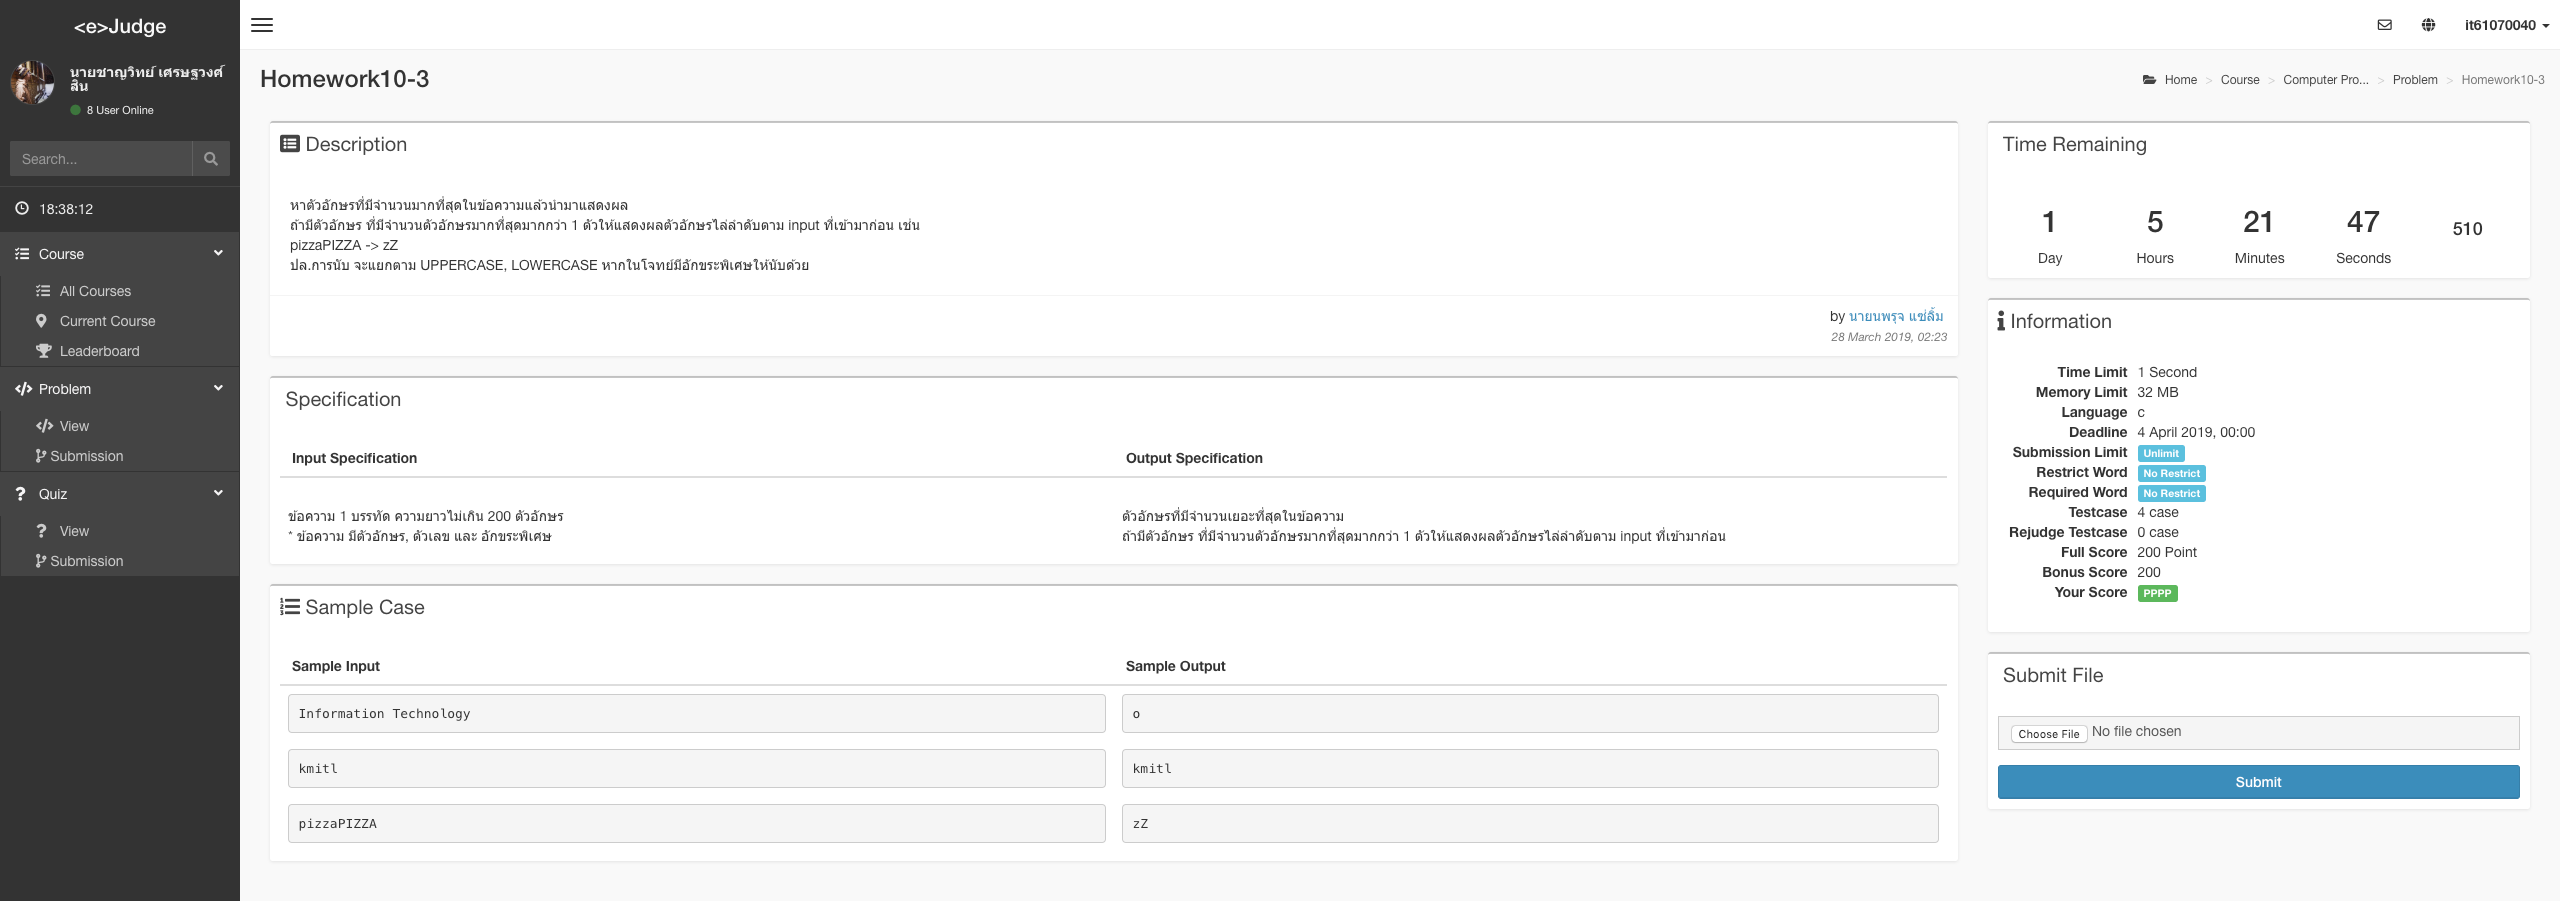 <e>Judge
นายชาญวิทย์ เศรษฐวงศ์
สิน
8 User Online
Search...
18:38:12
Course
All Courses
Current Course
Leaderboard
Problem
View
Submission
Quiz
View
Submission
it61070040
Homework10-3
Home > Course > Computer Pro... > Problem > Homework10-3
Description
หาตัวอักษรที่มีจำนวนมากที่สุดในข้อความแล้วนำมาแสดงผล
ถ้ามีตัวอักษร ที่มีจำนวนตัวอักษรมากที่สุดมากกว่า 1 ตัวให้แสดงผลตัวอักษรไล่ลำดับตาม input ที่เข้ามาก่อน เช่น
pizzaPIZZA -> zZ
ปล.การนับ จะแยกตาม UPPERCASE, LOWERCASE หากในโจทย์มีอักขระพิเศษให้นับด้วย
by นายนพรุจ แซ่ลิ้ม
28 March 2019, 02:23
Specification
Input Specification
Output Specification
ข้อความ 1 บรรทัด ความยาวไม่เกิน 200 ตัวอักษร
* ข้อความ มีตัวอักษร, ตัวเลข และ อักขระพิเศษ
ตัวอักษรที่มีจำนวนเยอะที่สุดในข้อความ
ถ้ามีตัวอักษร ที่มีจำนวนตัวอักษรมากที่สุดมากกว่า 1 ตัวให้แสดงผลตัวอักษรไล่ลำดับตาม input ที่เข้ามาก่อน
Sample Case
Sample Input
Sample Output
Information Technology
o
kmitl
kmitl
pizzaPIZZA
zZ
Time Remaining
1 5 21 47 510
Day Hours Minutes Seconds
Information
Time Limit 1 Second
Memory Limit 32 MB
Language c
Deadline 4 April 2019, 00:00
Submission Limit Unlimit
Restrict Word No Restrict
Required Word No Restrict
Testcase 4 case
Rejudge Testcase 0 case
Full Score 200 Point
Bonus Score 200
Your Score PPPP
Submit File
Choose File No file chosen
Submit